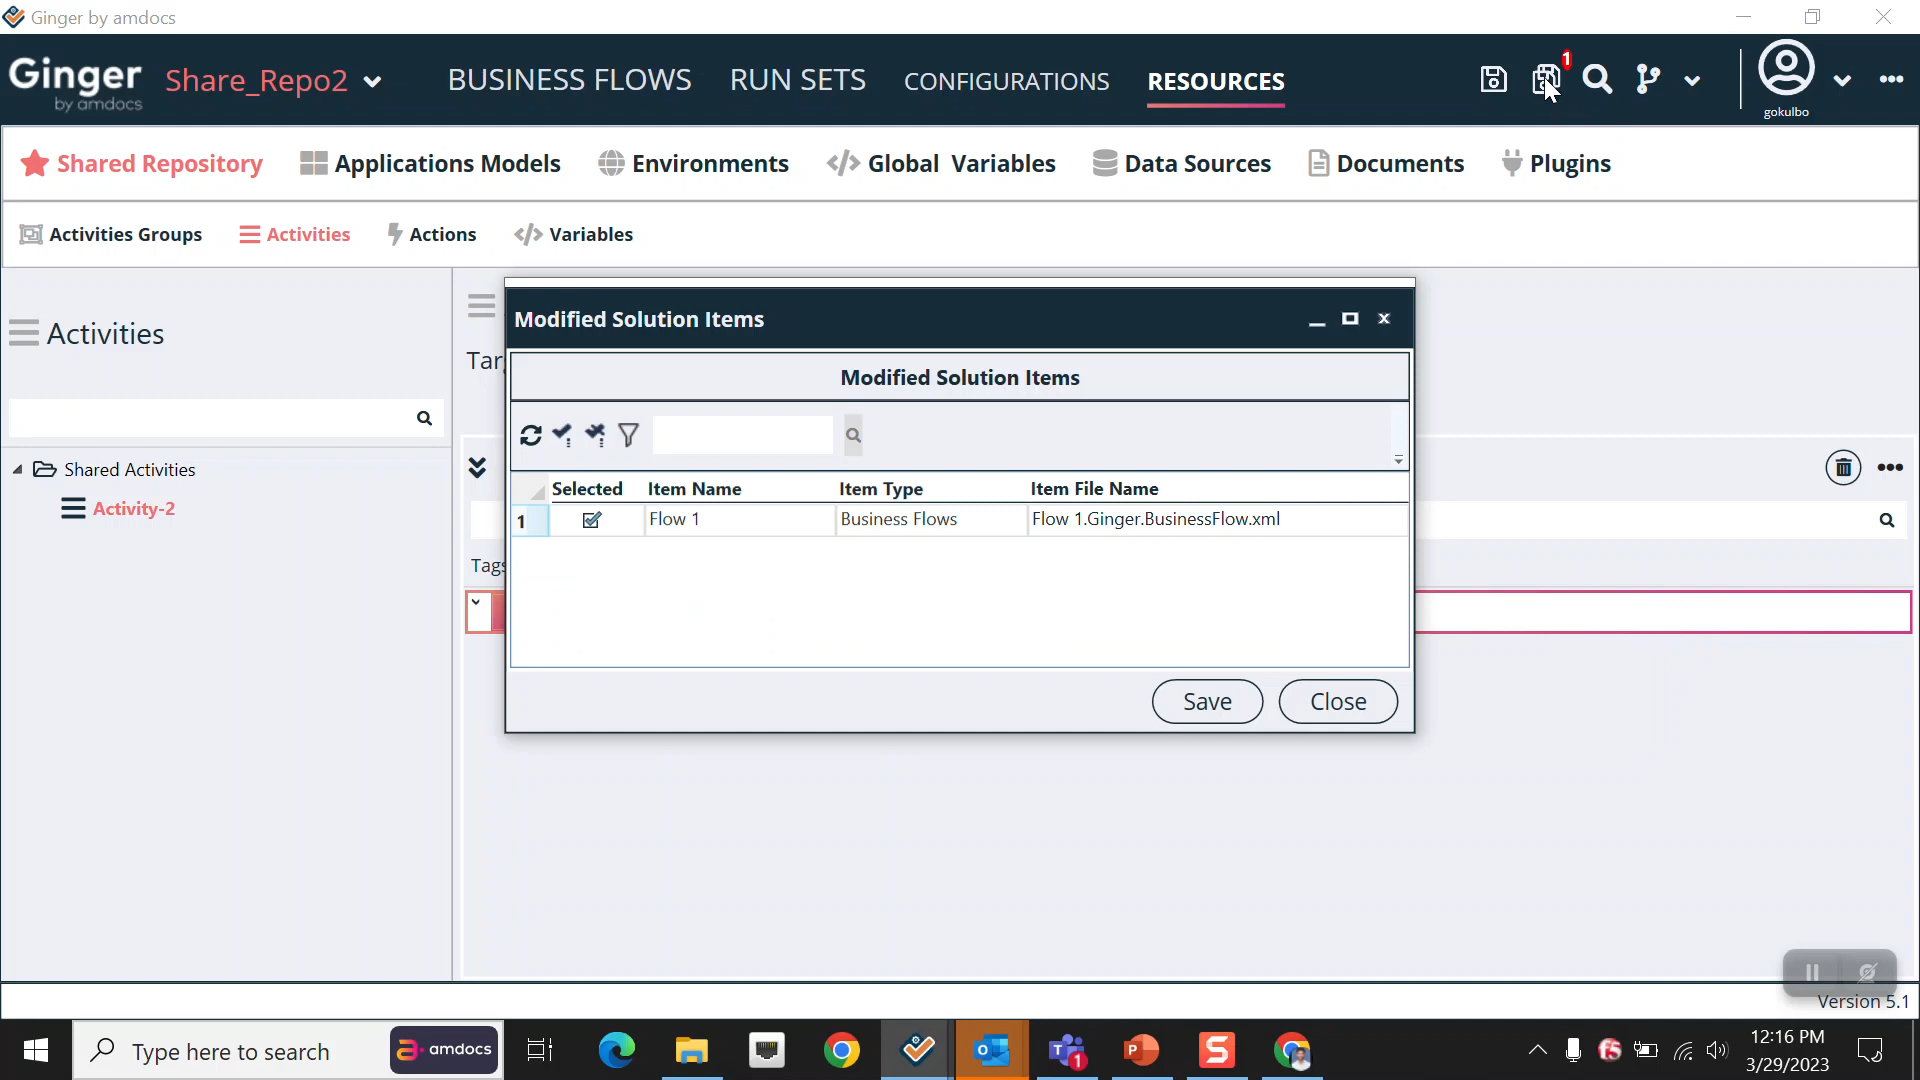 Ginger by amdocs
Ginger
by amdocs
Share_Repo2
BUSINESS FLOWS
RUN SETS
CONFIGURATIONS
RESOURCES
1
gokulbo
Shared Repository
Applications Models
Environments
Global Variables
Data Sources
Documents
Plugins
Activities Groups
Activities
Actions
Variables
Activities
Shared Activities
Activity-2
Tar
Tags
Modified Solution Items
Modified Solution Items
Selected Item Name Item Type Item File Name
1 Flow 1 Business Flows Flow 1.Ginger.BusinessFlow.xml
Save
Close
Version 5.1
Type here to search
a· amdocs
1
12:16 PM
3/29/2023